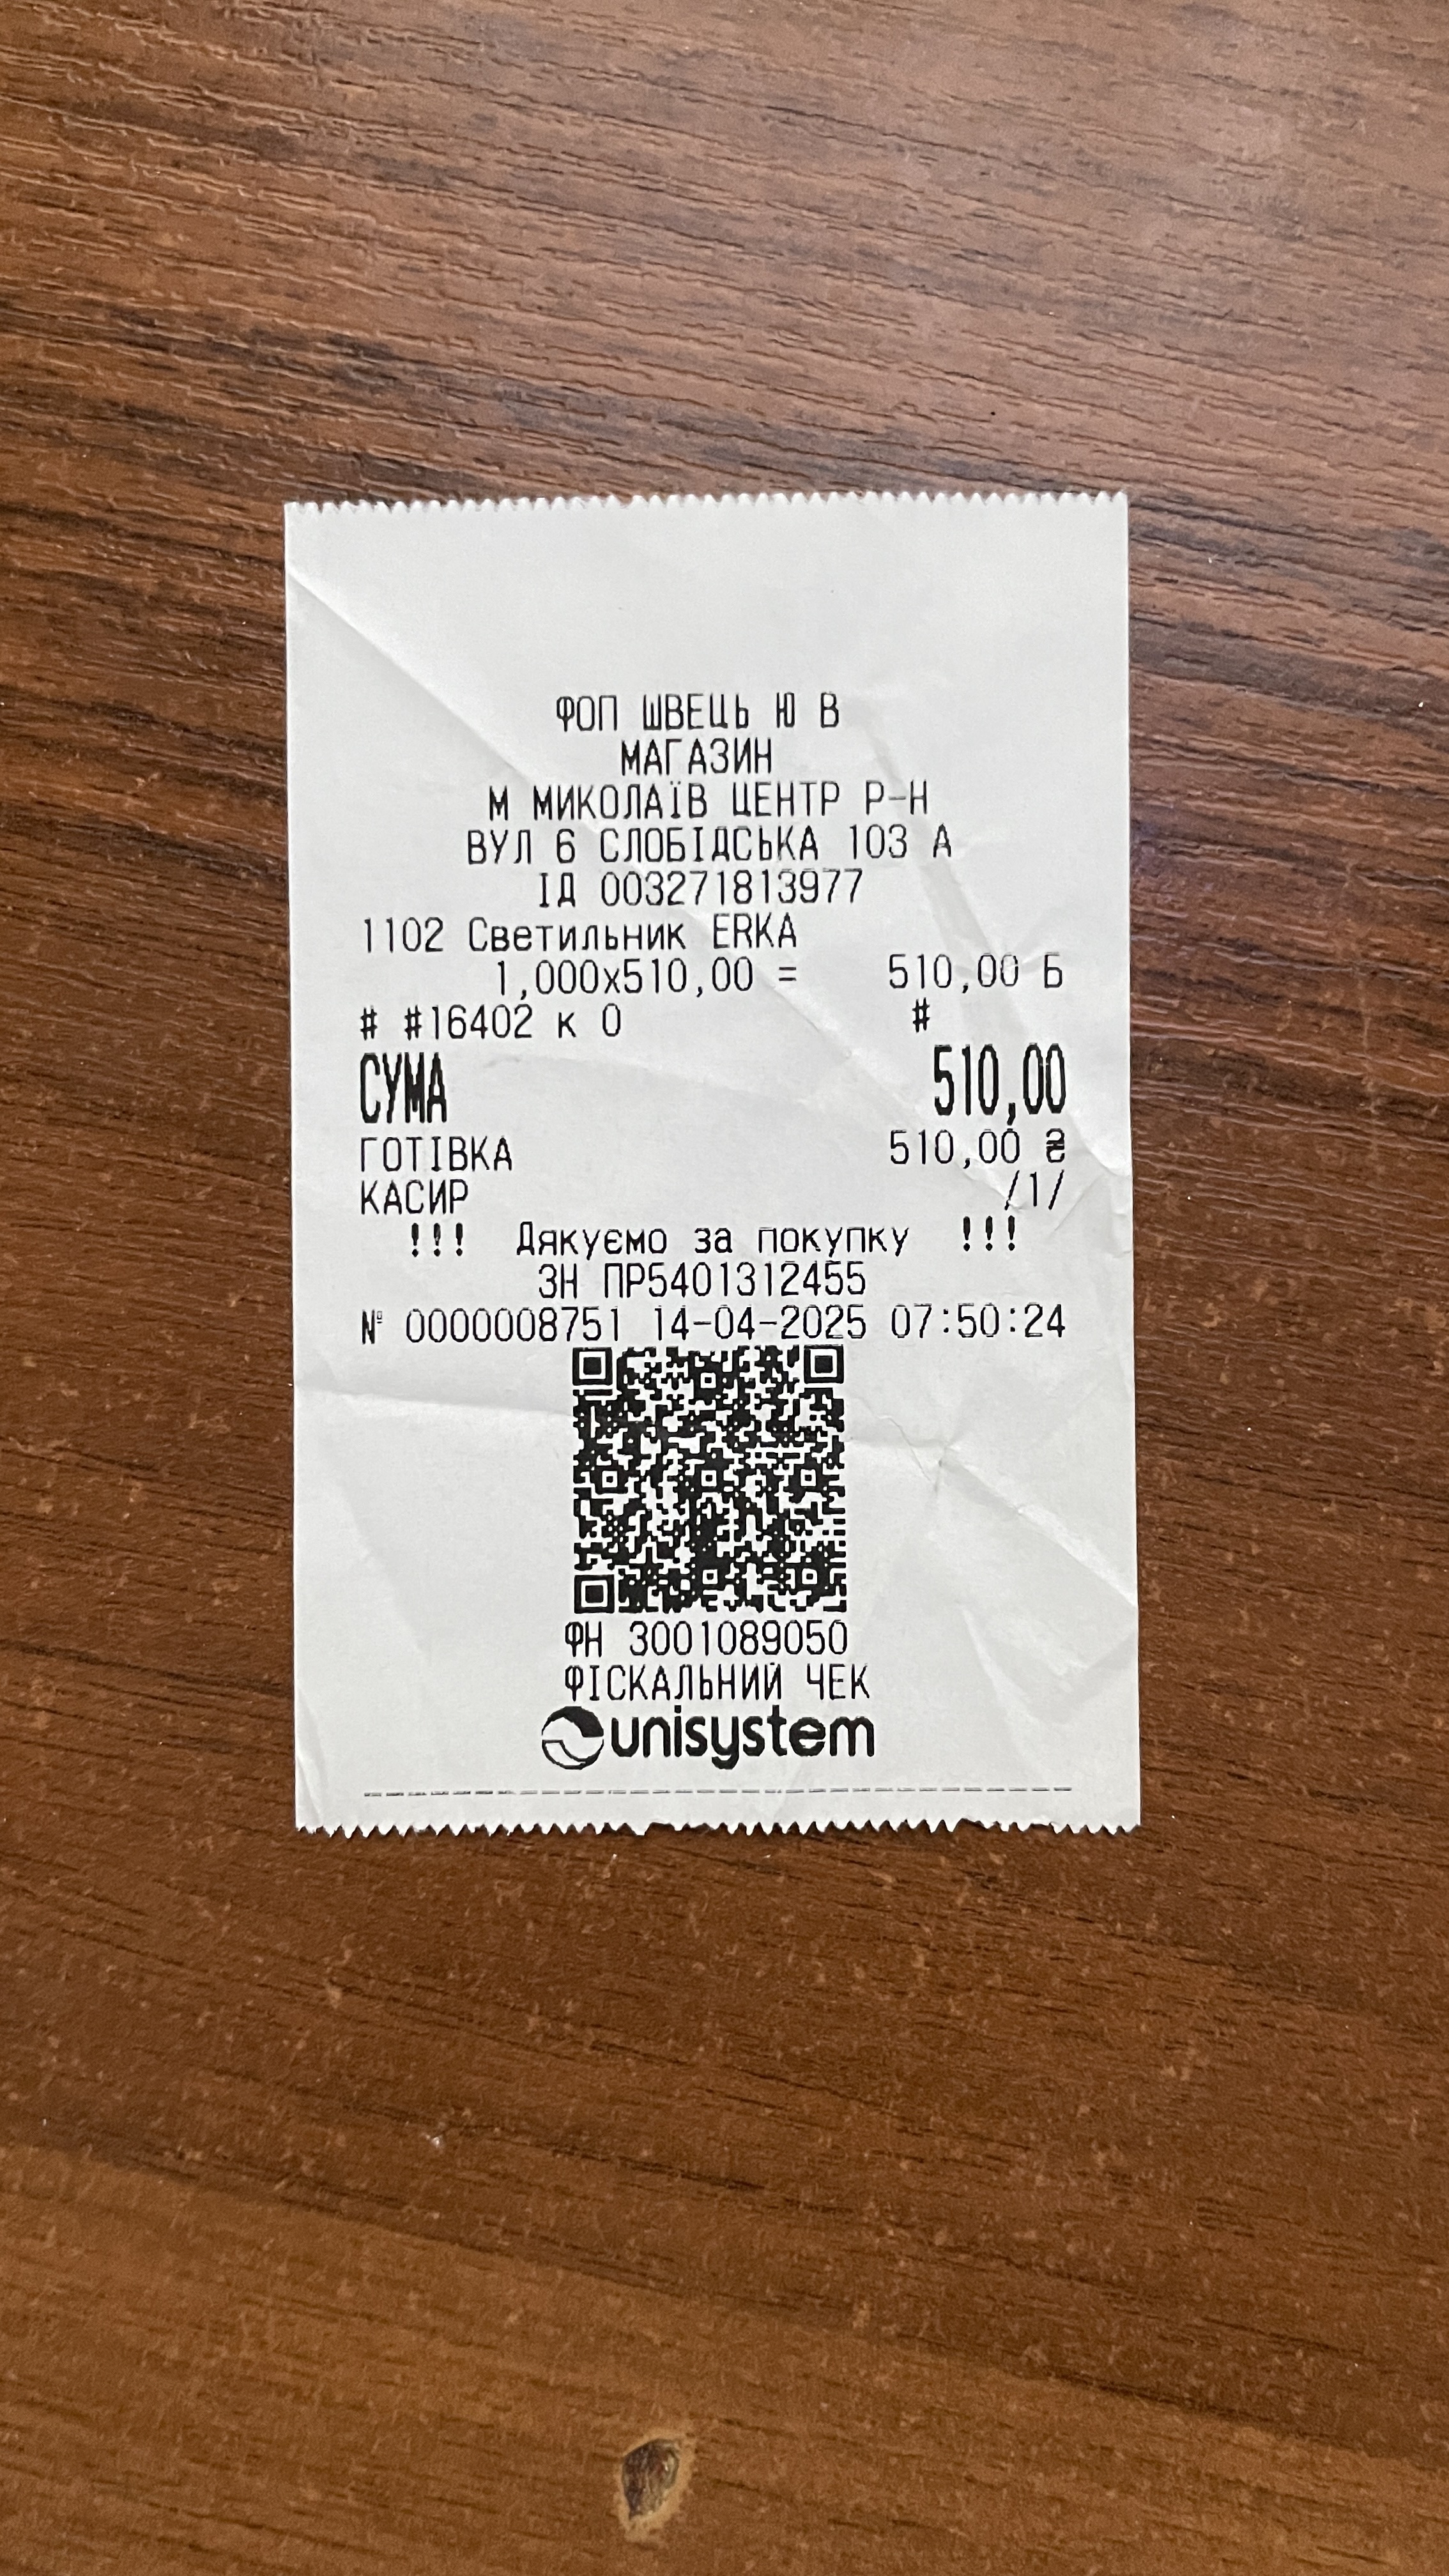 ФОП ШВЕЦЬ Ю В
МАГАЗИН
М МИКОЛАЇВ ЦЕНТР Р-Н
ВУЛ 6 СЛОБІДСЬКА 103 А
ІД 003271813977
1102 Светильник ERKA
1,000x510,00 = 510,00 Б
# #16402 к 0 #
СУМА 510,00
ГОТІВКА 510,00 ₴
КАСИР /1/
!!! Дякуємо за покупку !!!
ЗН ПР5401312455
№ 0000008751 14-04-2025 07:50:24
ФН 3001089050
ФІСКАЛЬНИЙ ЧЕК
unisystem